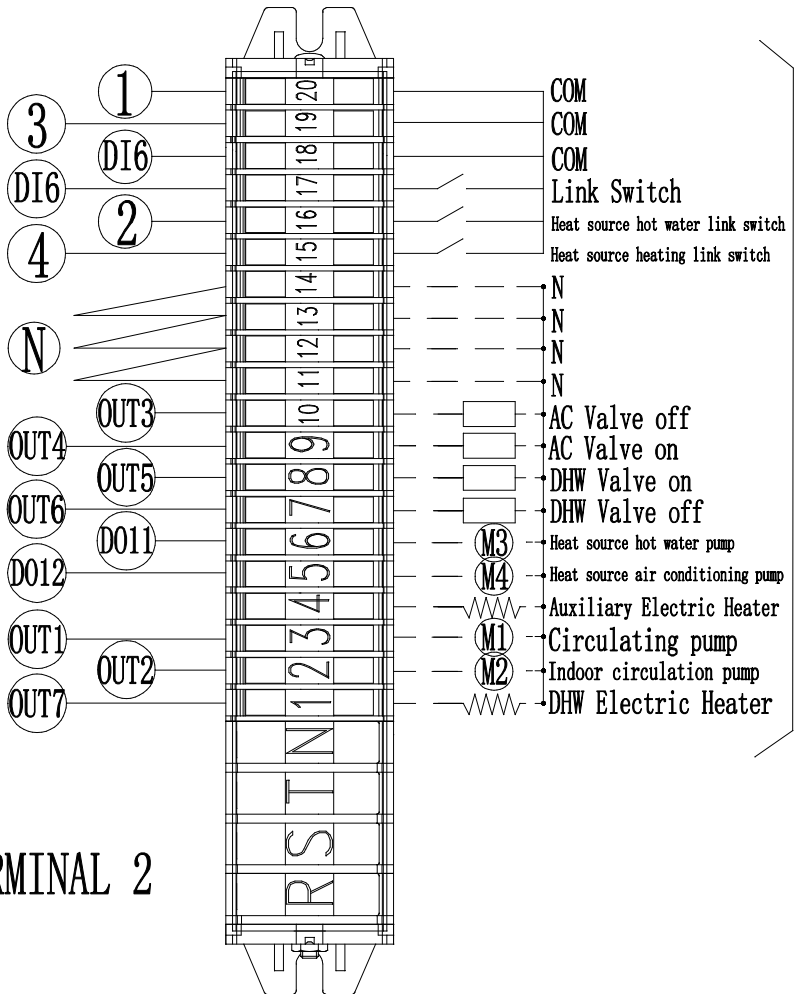 1 20 COM
3 19 COM
DI6 18 COM
DI6 17 Link Switch
2 16 Heat source hot water link switch
4 15 Heat source heating link switch
14 N
13 N
N 12 N
11 N
OUT3 10 AC Valve off
OUT4 9 AC Valve on
OUT5 8 DHW Valve on
OUT6 7 DHW Valve off
DO11 6 M3 Heat source hot water pump
DO12 5 M4 Heat source air conditioning pump
4 Auxiliary Electric Heater
OUT1 3 M1 Circulating pump
OUT2 2 M2 Indoor circulation pump
OUT7 1 DHW Electric Heater
N
T
S
R
RMINAL 2